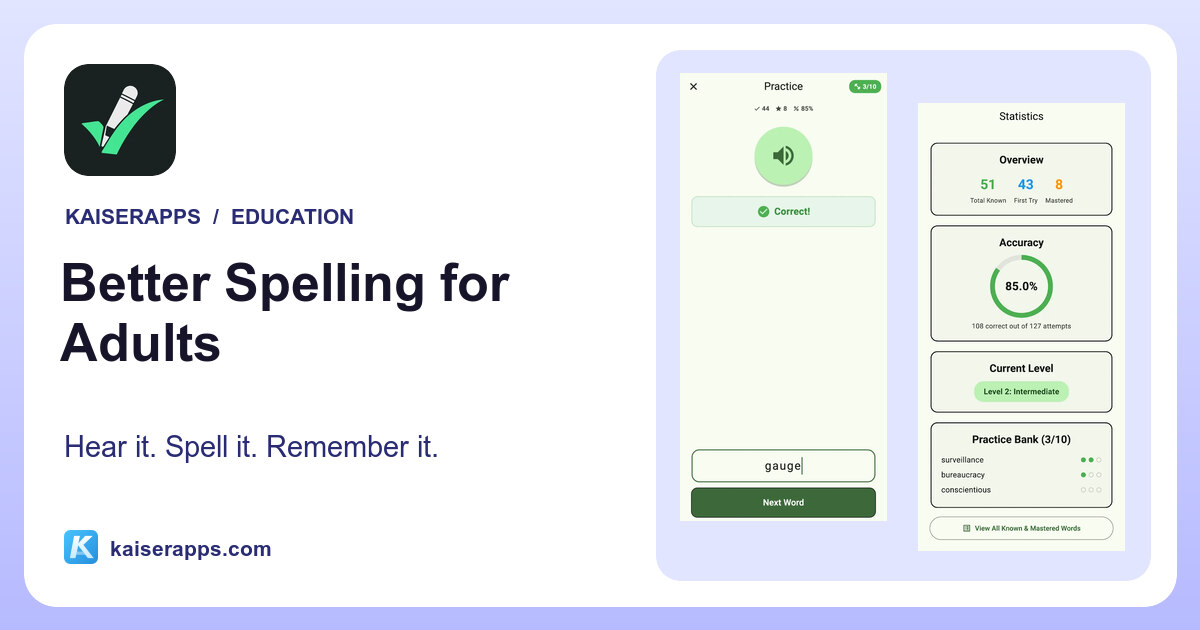 KAISERAPPS / EDUCATION
Better Spelling for
Adults
Hear it. Spell it. Remember it.
K
kaiserapps.com
Practice
3/10
44 8 % 85%
Correct!
gauge
Next Word
Statistics
Overview
51 43 8
Total Known First Try Mastered
Accuracy
85.0%
108 correct out of 127 attempts
Current Level
Level 2: Intermediate
Practice Bank (3/10)
surveillance
bureaucracy
conscientious
View All Known & Mastered Words